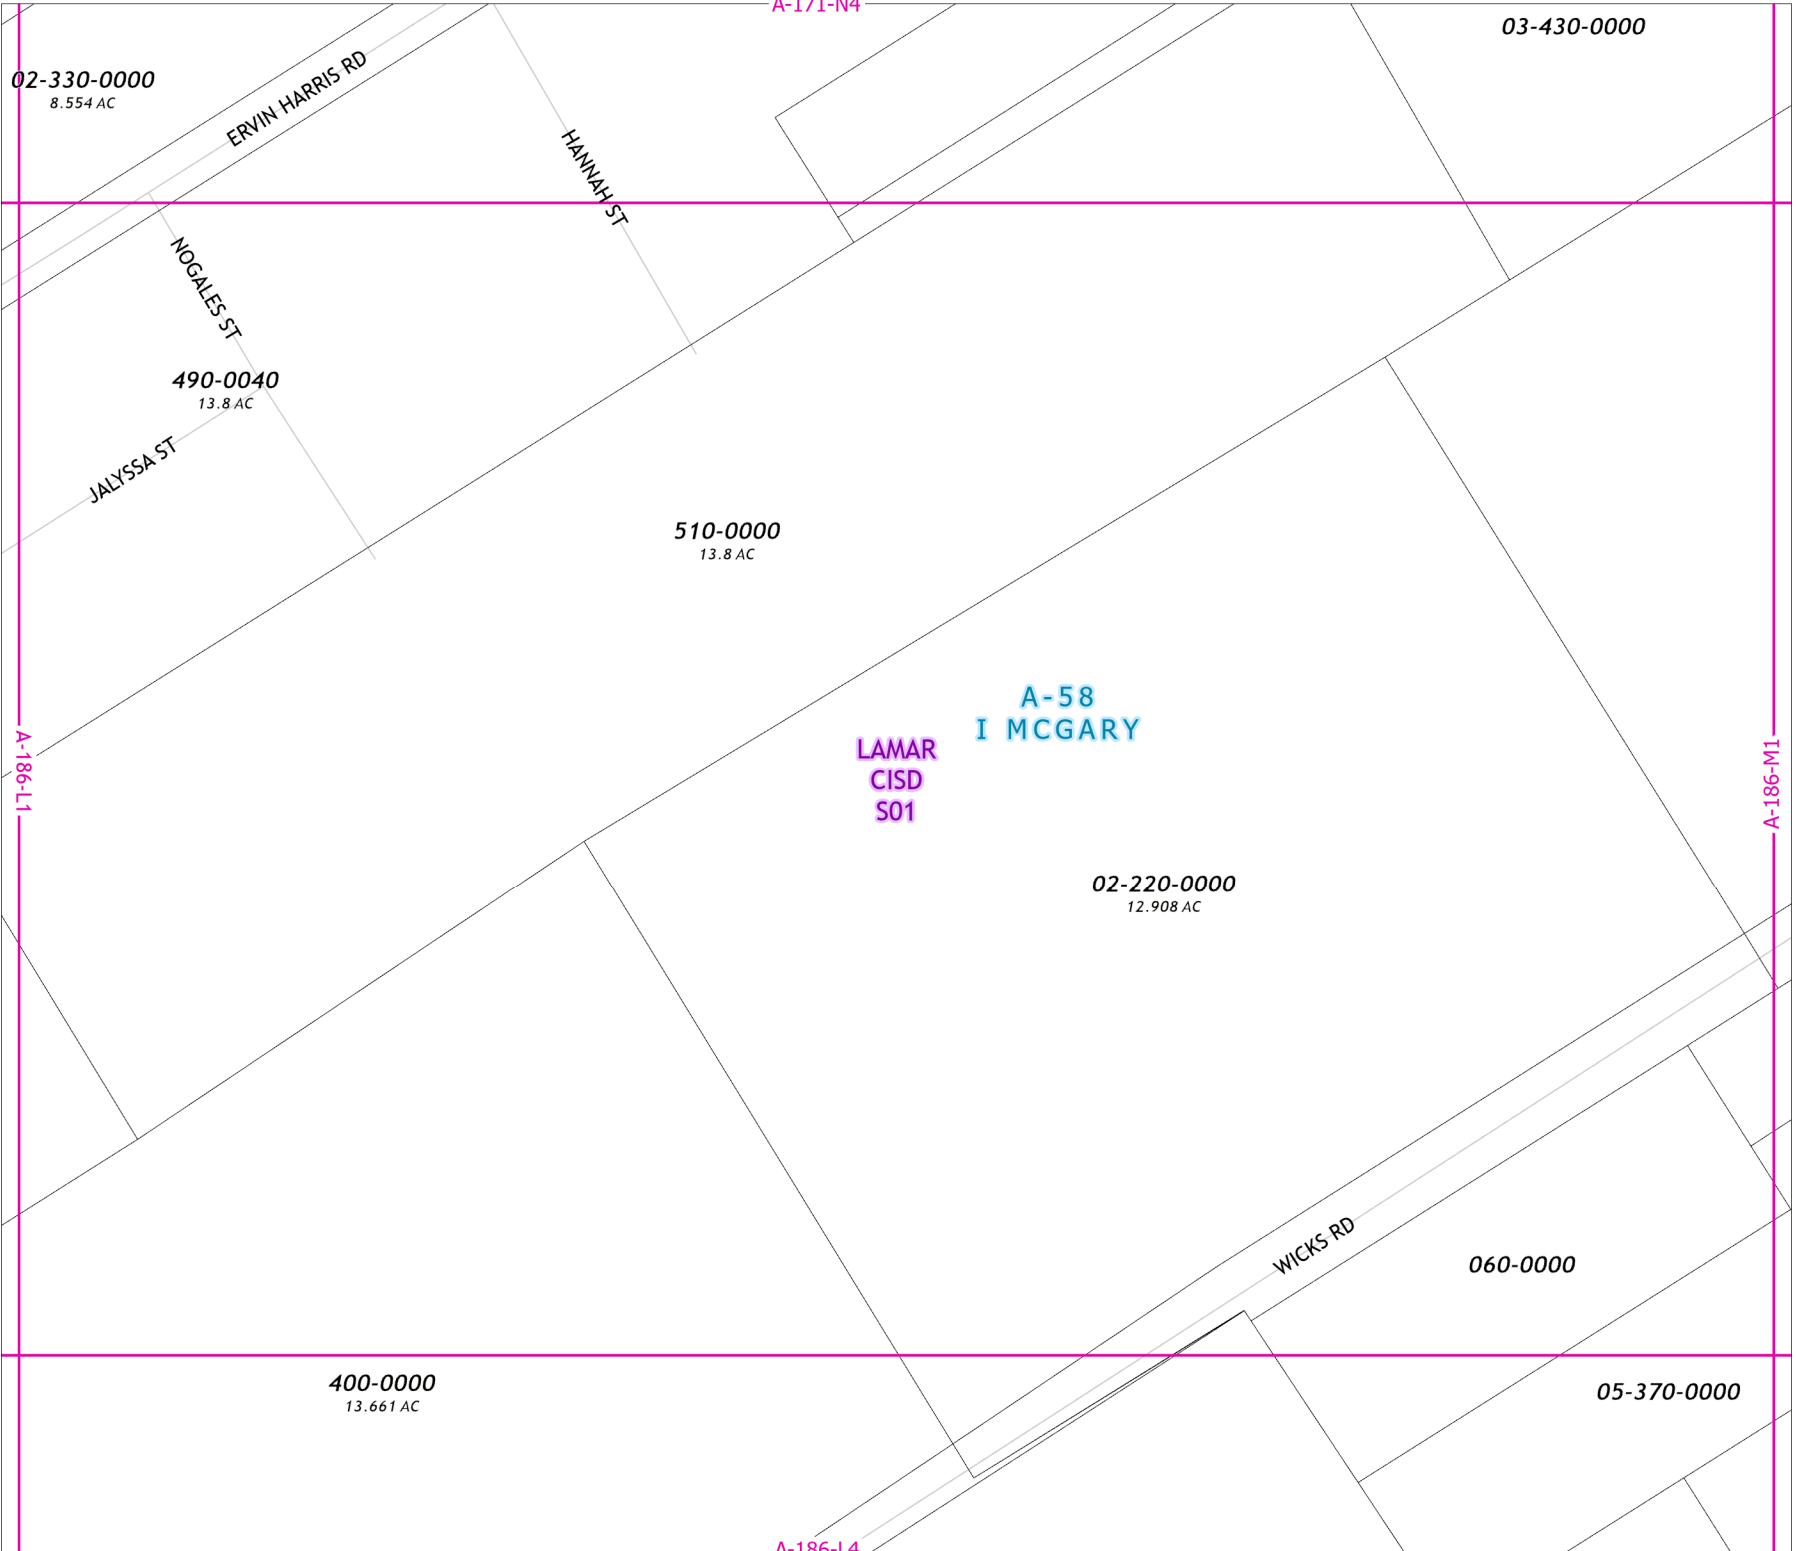 A-171-N4
03-430-0000
02-330-0000
8.554 AC
ERVIN HARRIS RD
HANNAH ST
NOGALES ST
490-0040
13.8 AC
JALYSSA ST
510-0000
13.8 AC
A-58
I MCGARY
LAMAR
CISD
S01
A-186-L1
A-186-M1
02-220-0000
12.908 AC
WICKS RD
060-0000
400-0000
13.661 AC
05-370-0000
A-186-L4